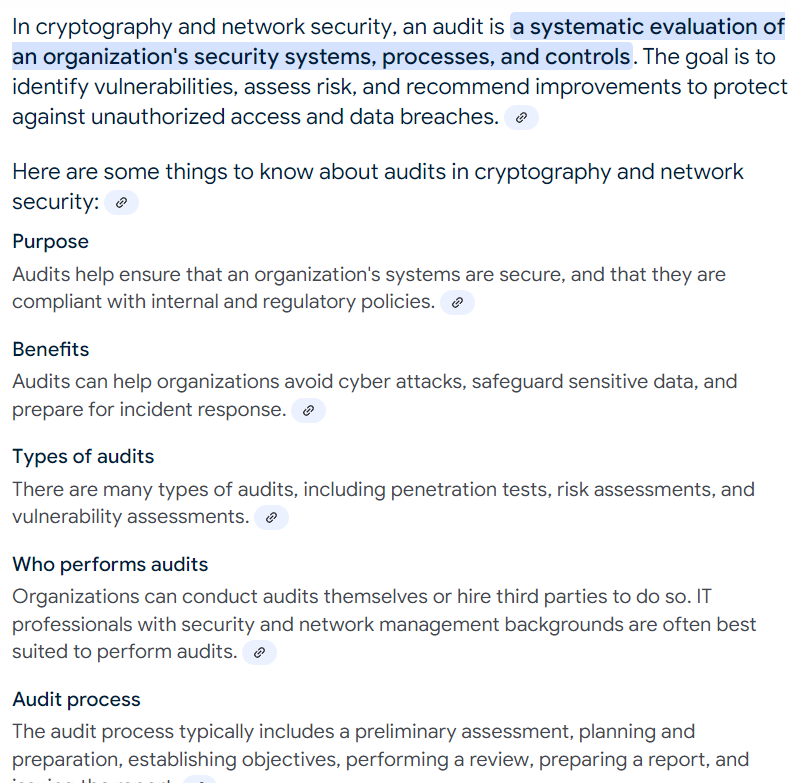 In cryptography and network security, an audit is a systematic evaluation of
an organization's security systems, processes, and controls. The goal is to
identify vulnerabilities, assess risk, and recommend improvements to protect
against unauthorized access and data breaches.
Here are some things to know about audits in cryptography and network
security:
Purpose
Audits help ensure that an organization's systems are secure, and that they are
compliant with internal and regulatory policies.
Benefits
Audits can help organizations avoid cyber attacks, safeguard sensitive data, and
prepare for incident response.
Types of audits
There are many types of audits, including penetration tests, risk assessments, and
vulnerability assessments.
Who performs audits
Organizations can conduct audits themselves or hire third parties to do so. IT
professionals with security and network management backgrounds are often best
suited to perform audits.
Audit process
The audit process typically includes a preliminary assessment, planning and
preparation, establishing objectives, performing a review, preparing a report, and